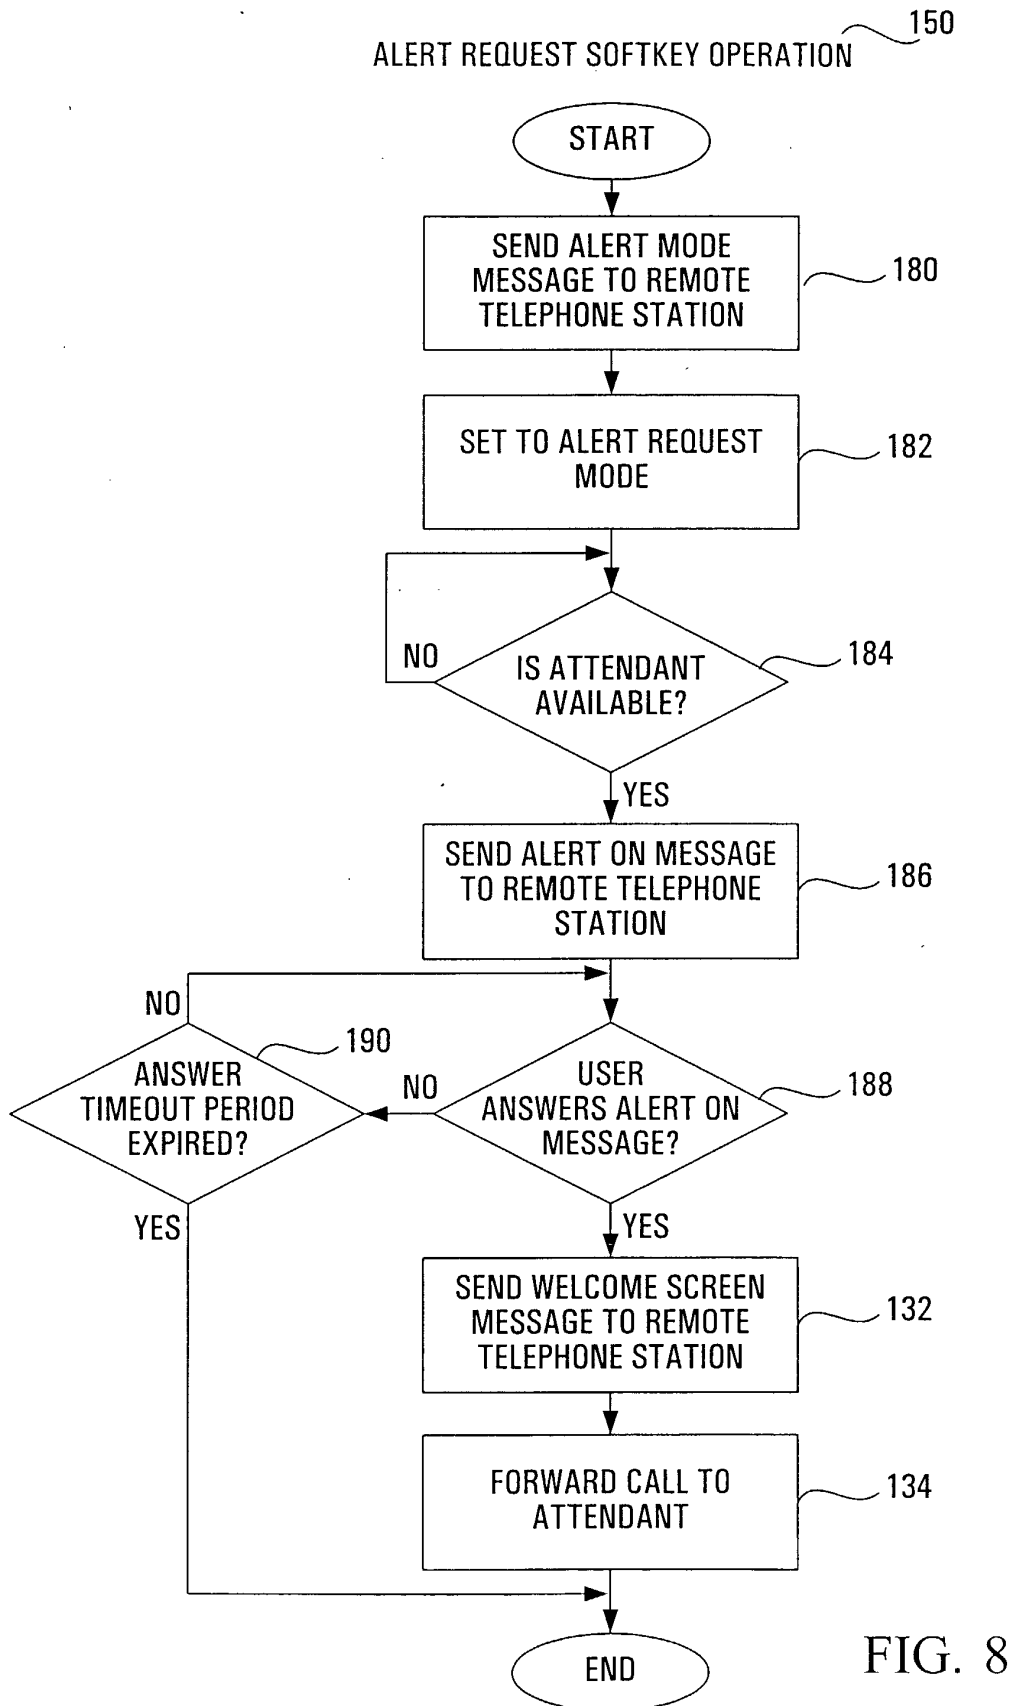 150
ALERT REQUEST SOFTKEY OPERATION
START
SEND ALERT MODE
MESSAGE TO REMOTE
TELEPHONE STATION
180
SET TO ALERT REQUEST
MODE
182
NO
IS ATTENDANT
AVAILABLE?
184
YES
SEND ALERT ON MESSAGE
TO REMOTE TELEPHONE
STATION
186
NO
190
ANSWER
TIMEOUT PERIOD
EXPIRED?
NO
USER
ANSWERS ALERT ON
MESSAGE?
188
YES
YES
SEND WELCOME SCREEN
MESSAGE TO REMOTE
TELEPHONE STATION
132
FORWARD CALL TO
ATTENDANT
134
END
FIG. 8